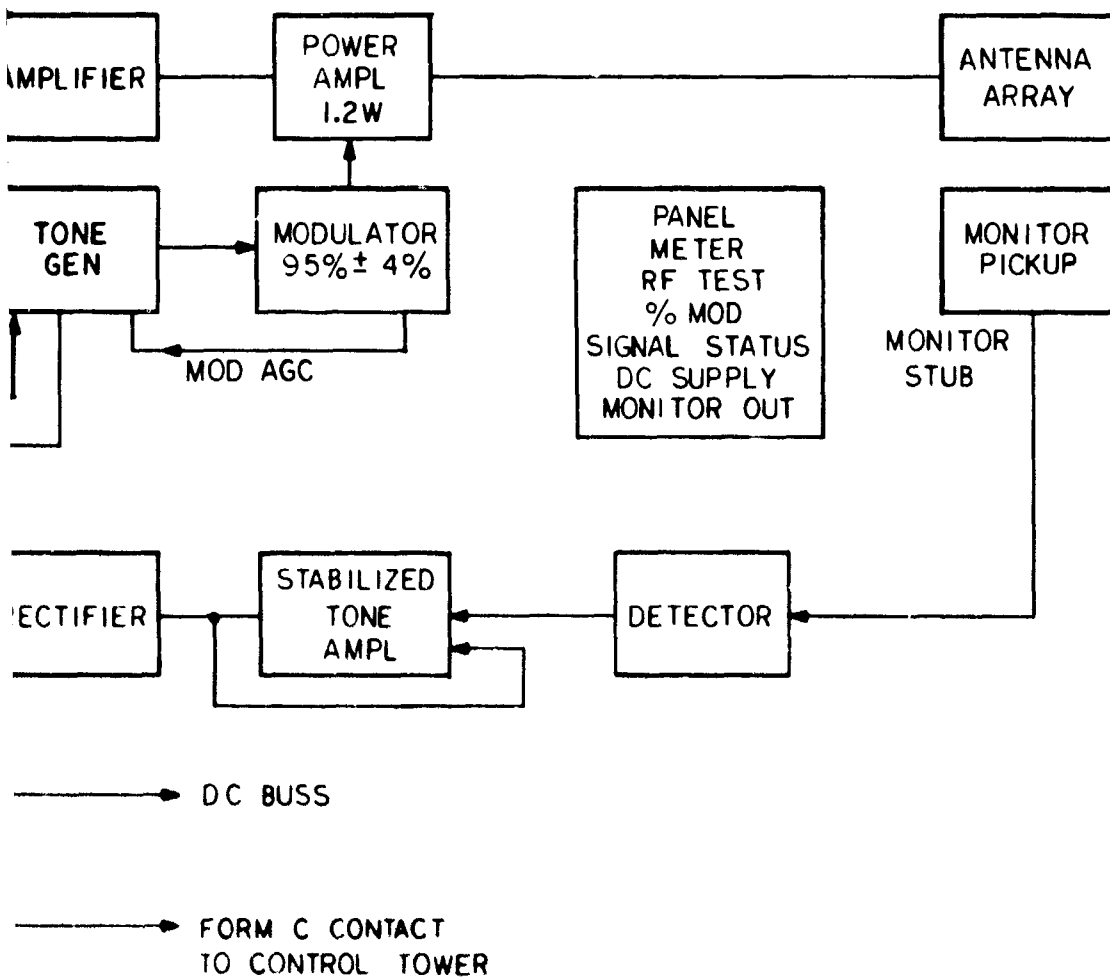 AMPLIFIER
POWER
AMPL
1.2W
ANTENNA
ARRAY
TONE
GEN
MODULATOR
95% ± 4%
MOD AGC
PANEL
METER
RF TEST
% MOD
SIGNAL STATUS
DC SUPPLY
MONITOR OUT
MONITOR
PICKUP
MONITOR
STUB
RECTIFIER
STABILIZED
TONE
AMPL
DETECTOR
DC BUSS
FORM C CONTACT
TO CONTROL TOWER